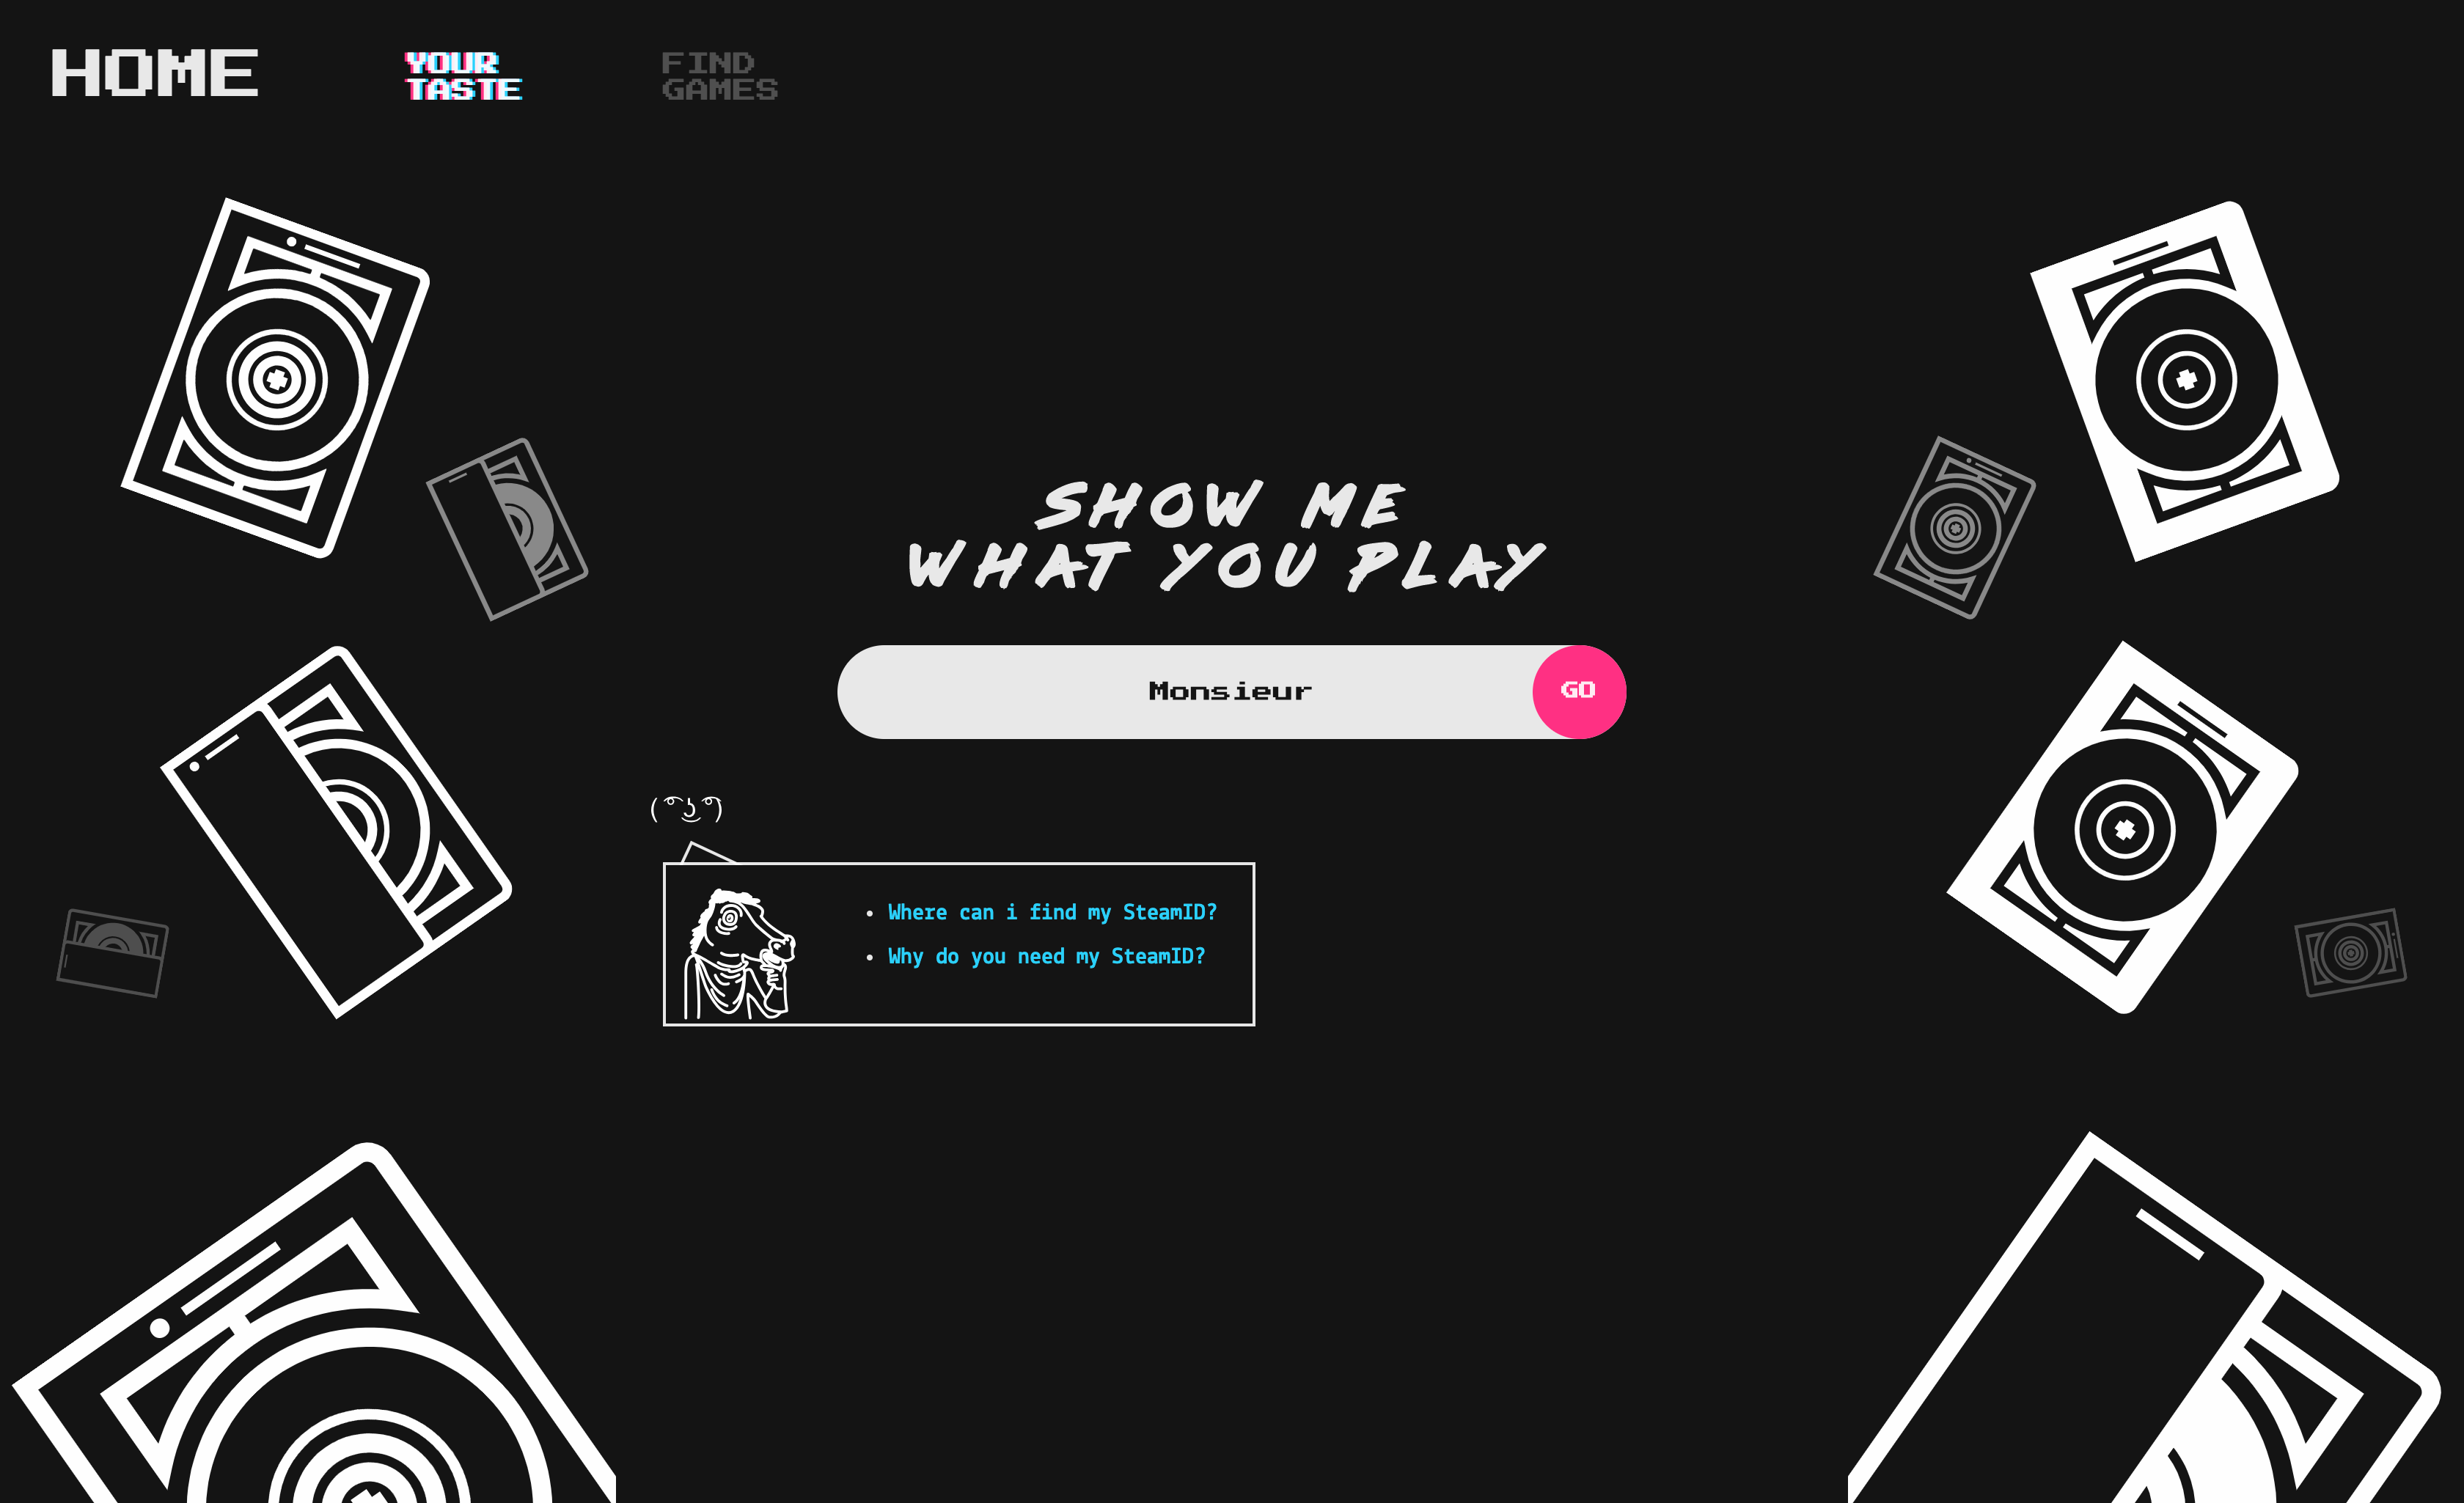 HOME
YOUR
TASTE
FIND
GAMES
SHOW ME
WHAT YOU PLAY
Monsieur
GO
( ͡° ͜ʖ ͡°)
• Where can i find my SteamID?
• Why do you need my SteamID?